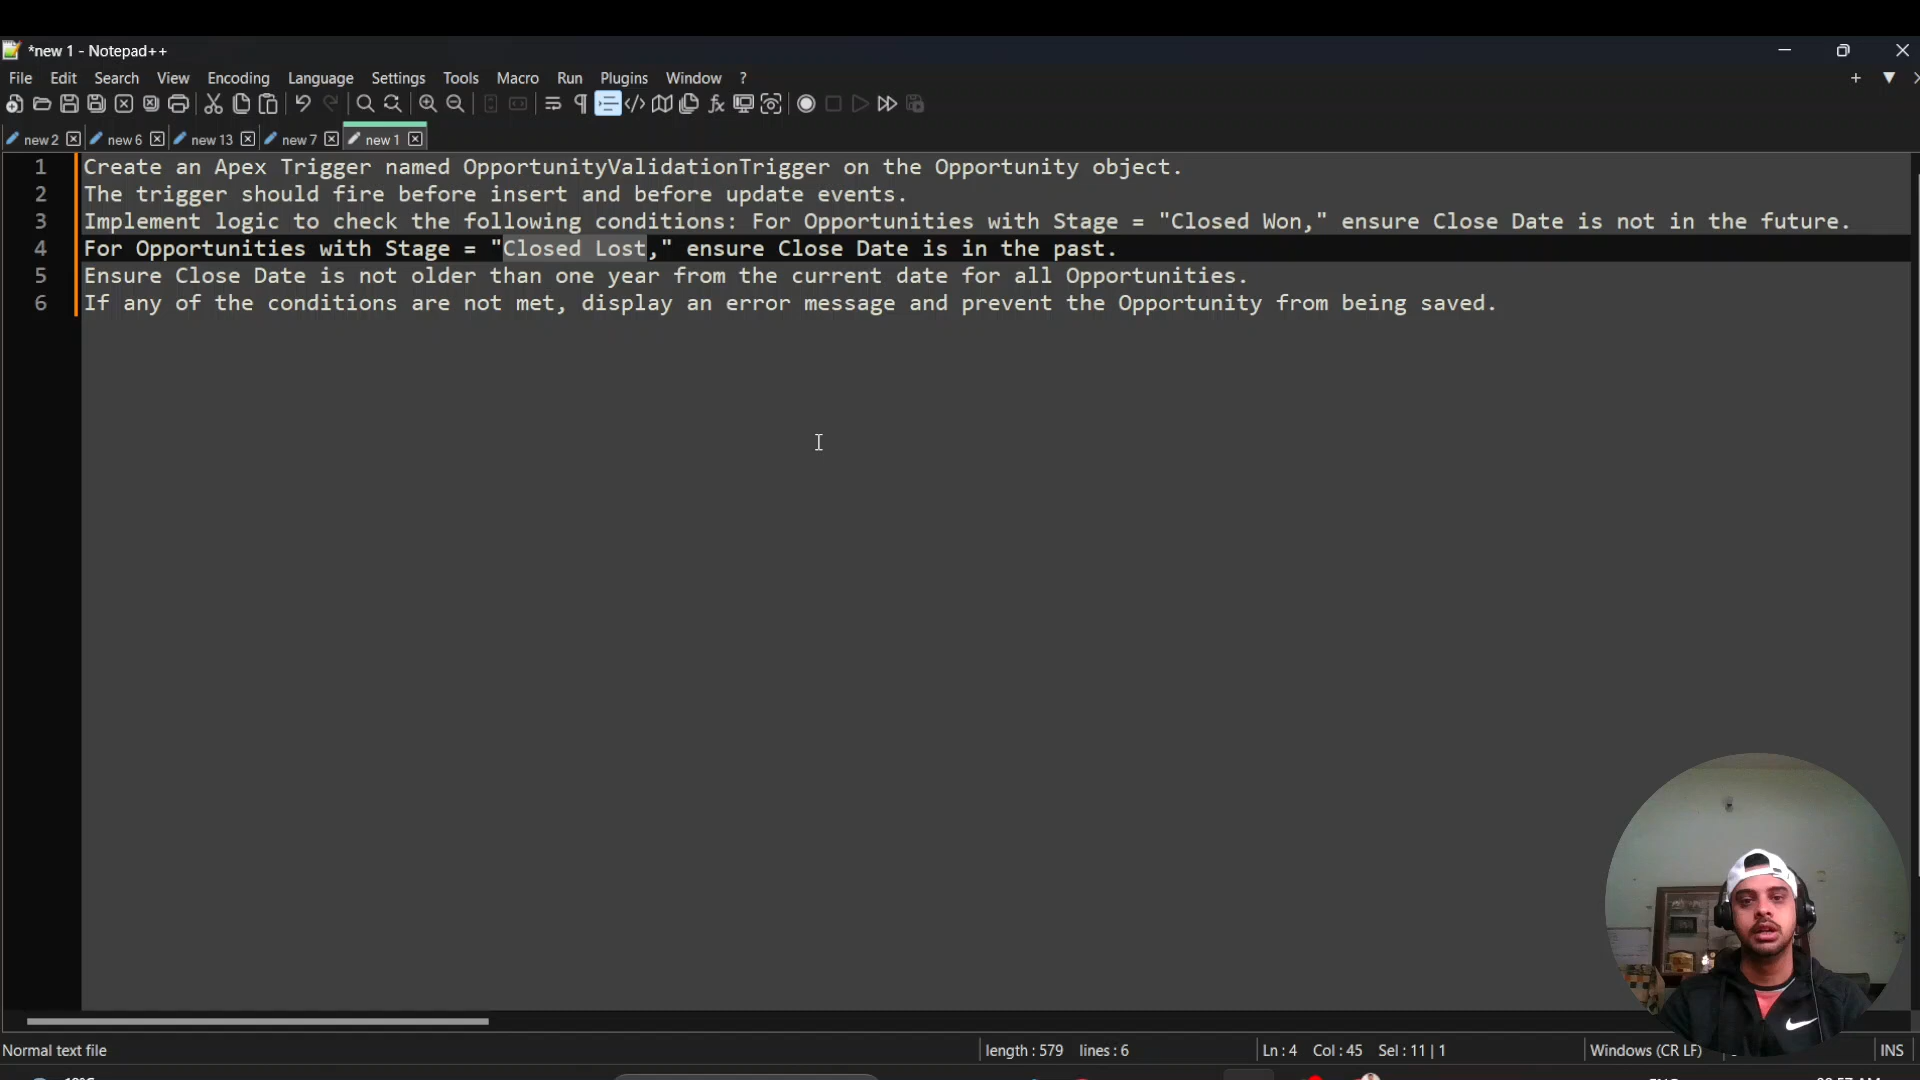 *new 1 - Notepad++
File Edit Search View Encoding Language Settings Tools Macro Run Plugins Window ?
new 2 new 6 new 13 new 7 new 1
1 Create an Apex Trigger named OpportunityValidationTrigger on the Opportunity object.
2 The trigger should fire before insert and before update events.
3 Implement logic to check the following conditions: For Opportunities with Stage = "Closed Won," ensure Close Date is not in the future.
4 For Opportunities with Stage = "Closed Lost," ensure Close Date is in the past.
5 Ensure Close Date is not older than one year from the current date for all Opportunities.
6 If any of the conditions are not met, display an error message and prevent the Opportunity from being saved.
Normal text file length : 579 lines : 6 Ln : 4 Col : 45 Sel : 11 | 1 Windows (CR LF) INS